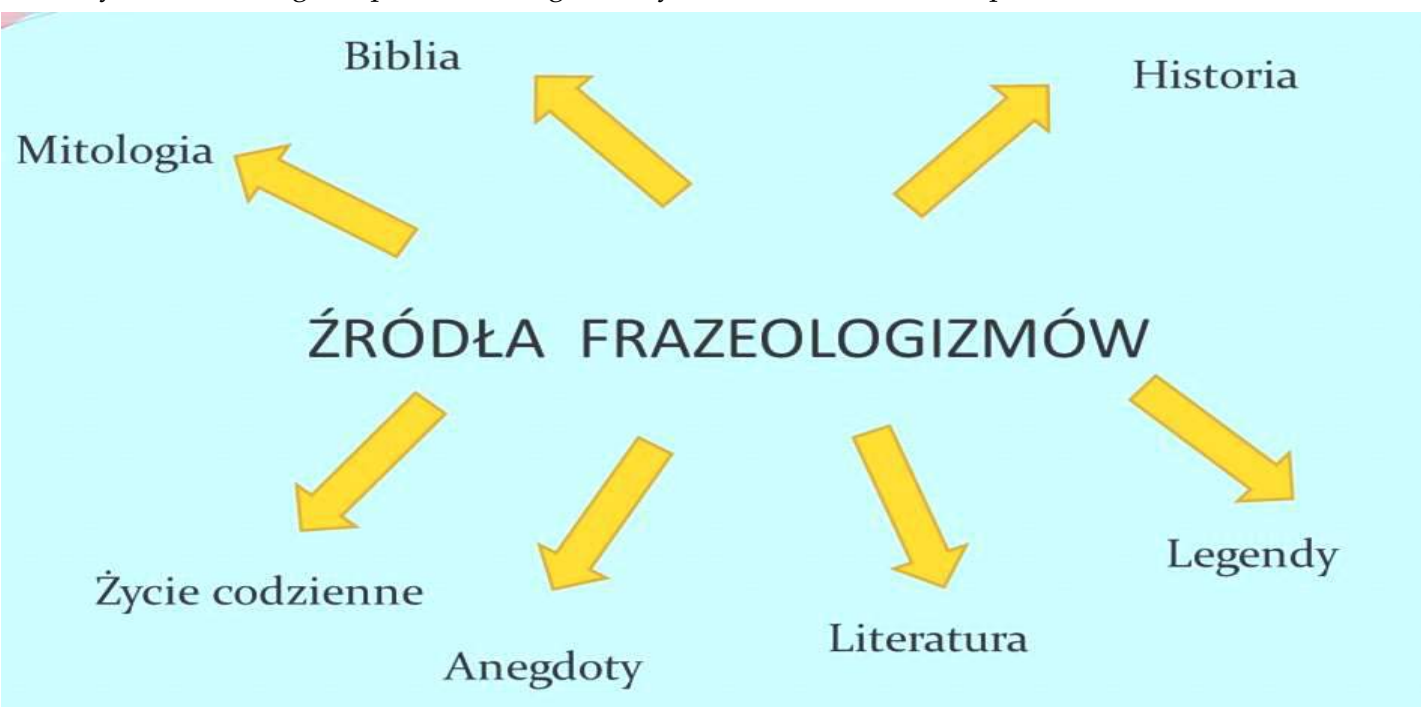 Biblia
Historia
Mitologia
ŹRÓDŁA FRAZEOLOGIZMÓW
Życie codzienne
Legendy
Literatura
Anegdoty